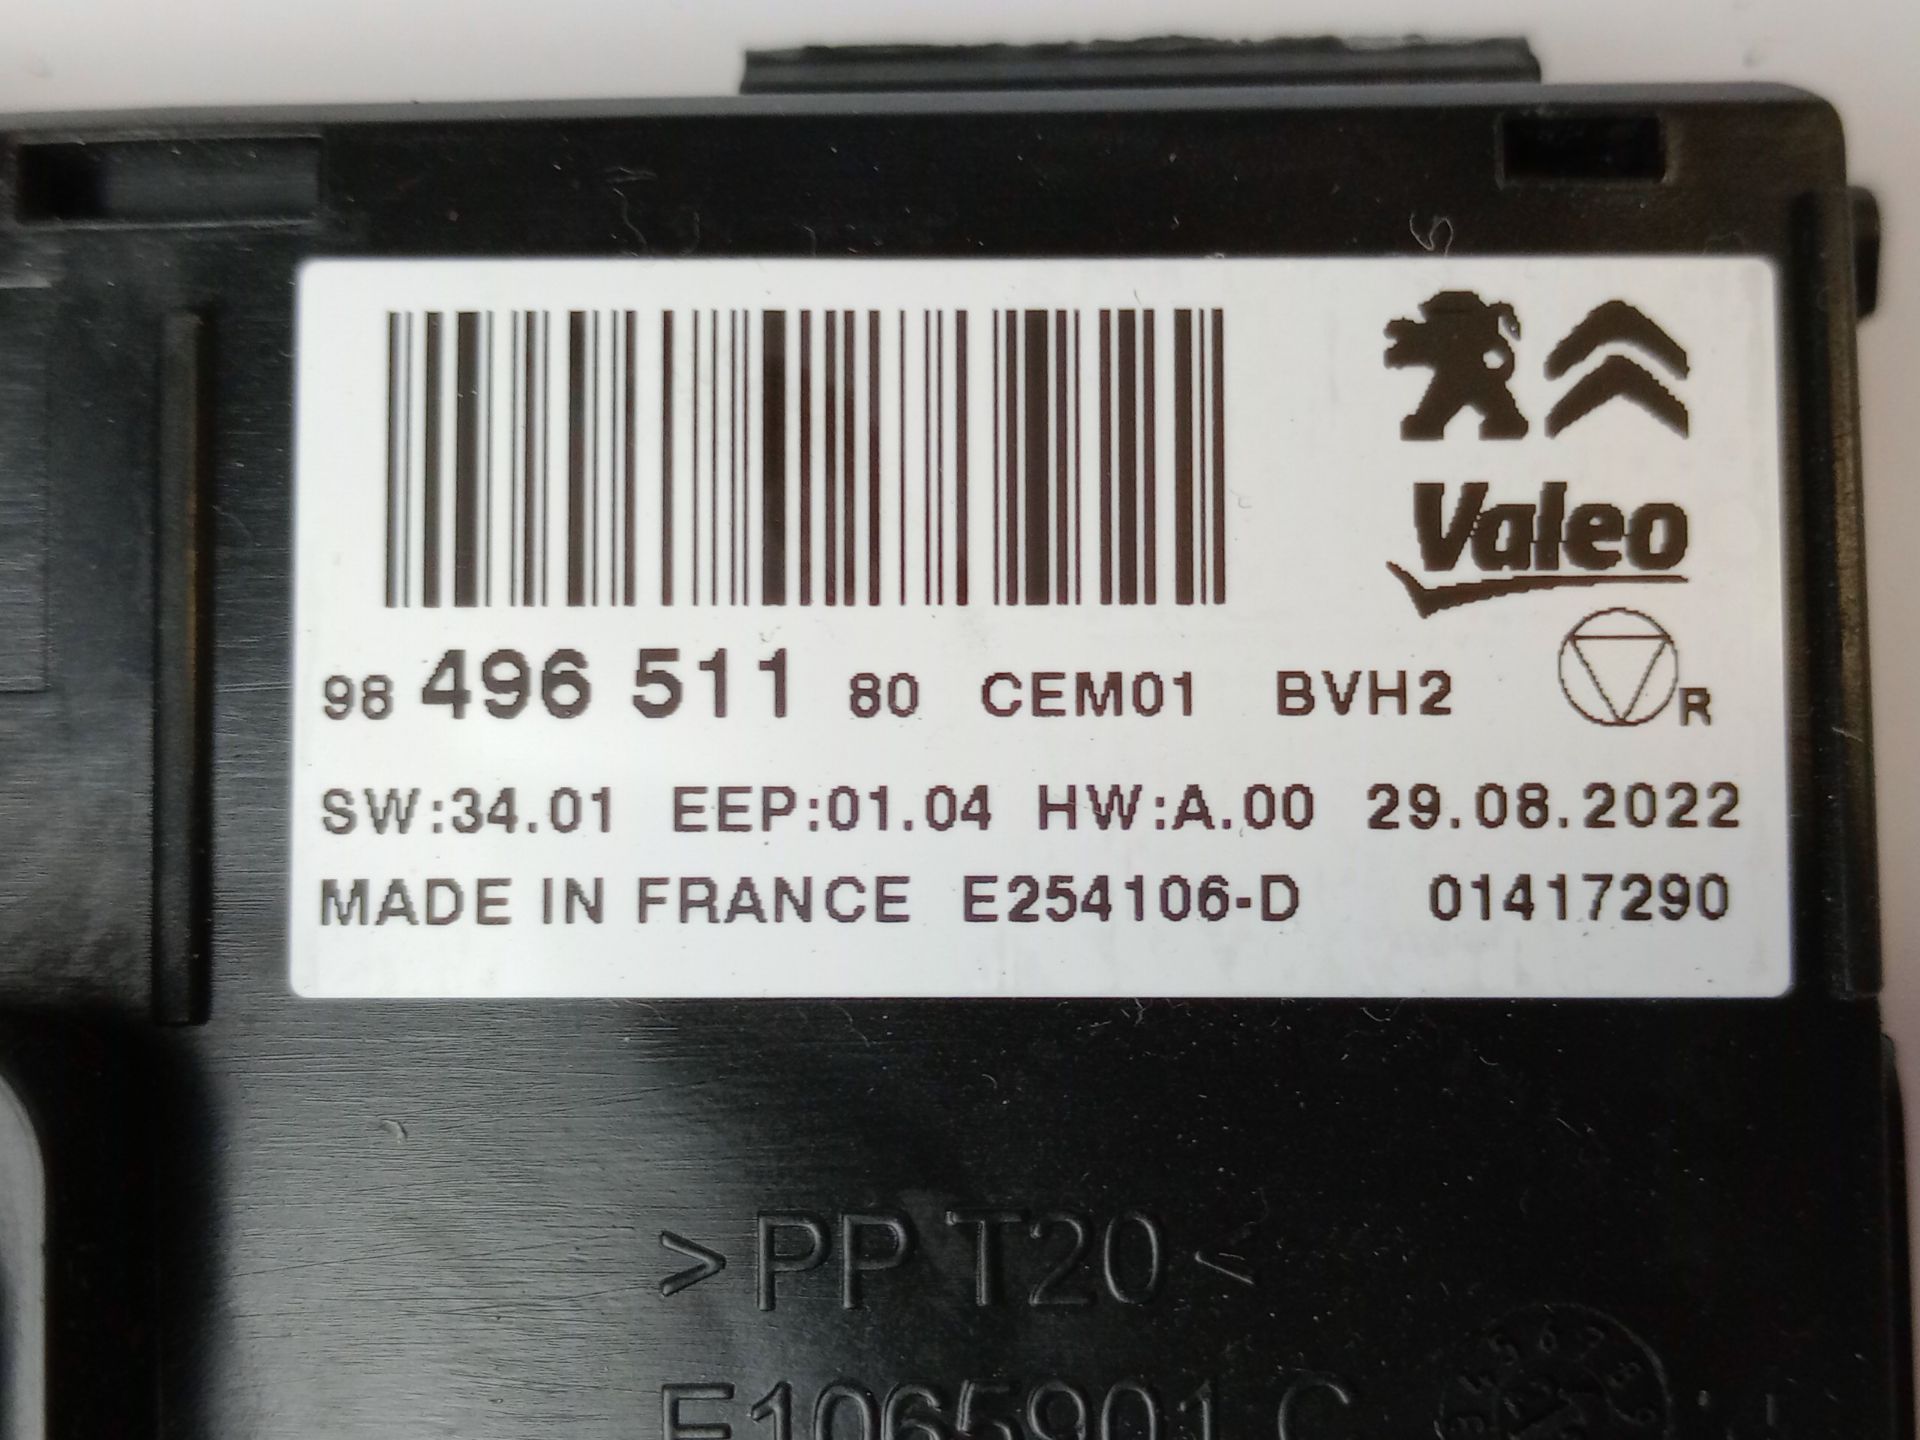 Valeo
98 496 511 80 CEM01 BVH2 R
SW:34.01 EEP:01.04 HW:A.00 29.08.2022
MADE IN FRANCE E254106-D 01417290
>PP T20<
E1065901 C